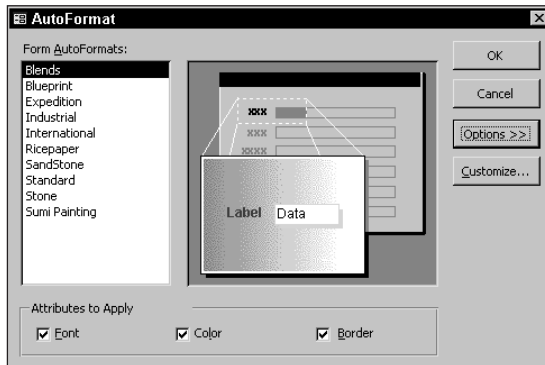 AutoFormat
Form AutoFormats:
Blends
Blueprint
Expedition
Industrial
International
Ricepaper
SandStone
Standard
Stone
Sumi Painting
xxx
xxx
xxxx
Label Data
OK
Cancel
Options >>
Customize...
Attributes to Apply
Font Color Border